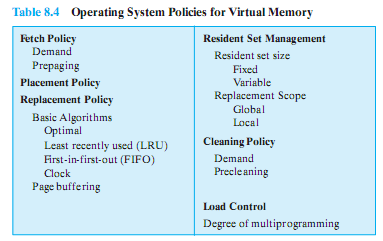 Table 8.4 Operating System Policies for Virtual Memory
Fetch Policy
Demand
Prepaging
Placement Policy
Replacement Policy
Basic Algorithms
Optimal
Least recently used (LRU)
First-in-first-out (FIFO)
Clock
Page buffering
Resident Set Management
Resident set size
Fixed
Variable
Replacement Scope
Global
Local
Cleaning Policy
Demand
Precleaning
Load Control
Degree of multiprogramming